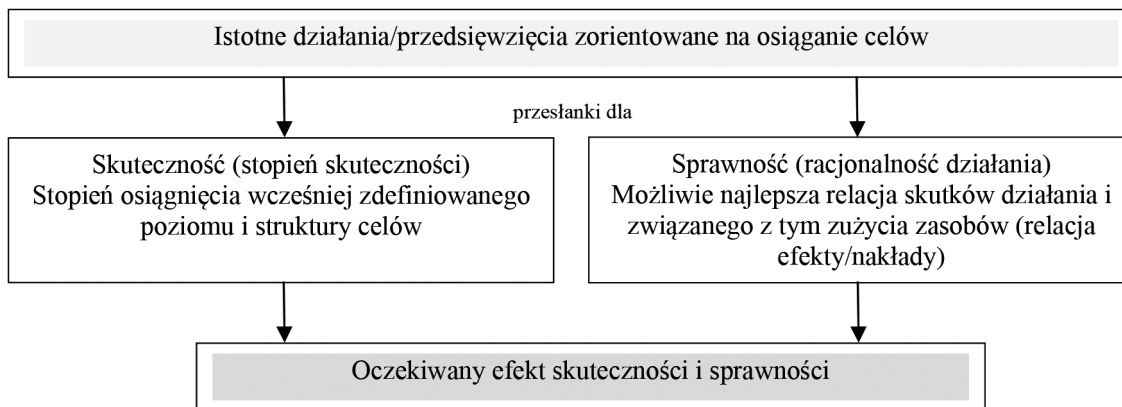 Istotne działania/przedsięwzięcia zorientowane na osiąganie celów
przesłanki dla
Skuteczność (stopień skuteczności)
Stopień osiągnięcia wcześniej zdefiniowanego
poziomu i struktury celów
Sprawność (racjonalność działania)
Możliwie najlepsza relacja skutków działania i
związanego z tym zużycia zasobów (relacja
efekty/nakłady)
Oczekiwany efekt skuteczności i sprawności